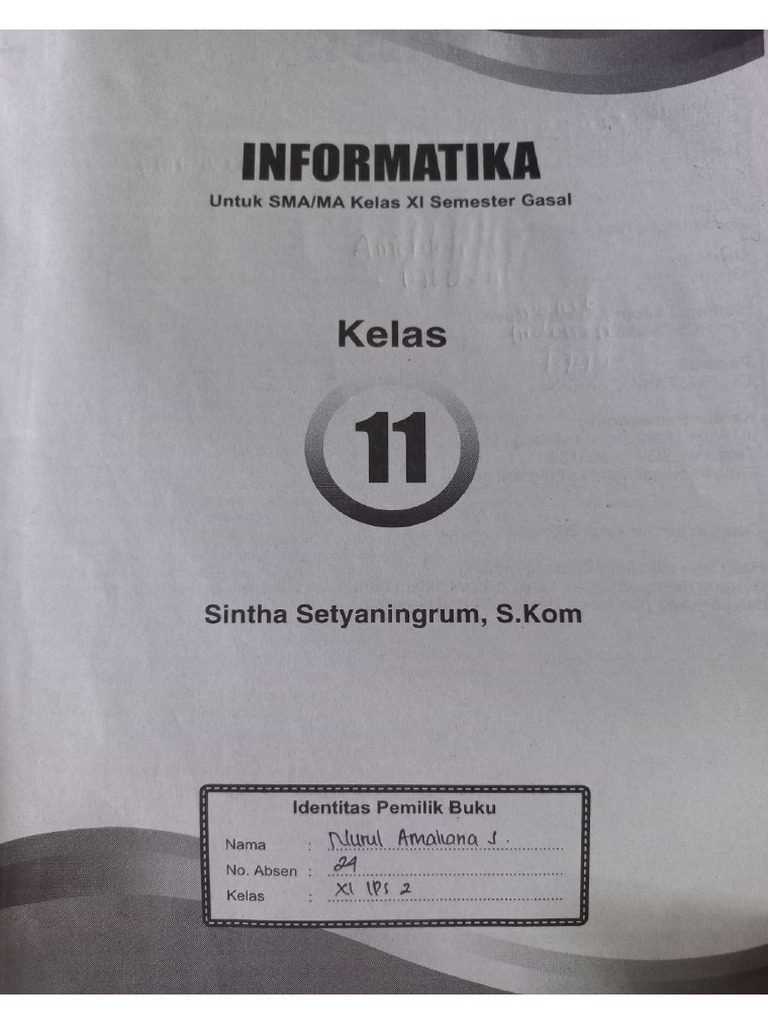 INFORMATIKA
Untuk SMA/MA Kelas XI Semester Gasal
Kelas
11
Sintha Setyaningrum, S.Kom
Identitas Pemilik Buku
Nama : Nurul Amaliana S.
No. Absen : 24
Kelas : XI IPS 2